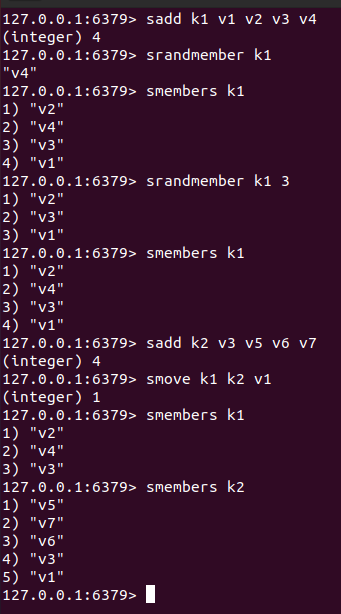 127.0.0.1:6379> sadd k1 v1 v2 v3 v4
(integer) 4
127.0.0.1:6379> srandmember k1
"v4"
127.0.0.1:6379> smembers k1
1) "v2"
2) "v4"
3) "v3"
4) "v1"
127.0.0.1:6379> srandmember k1 3
1) "v2"
2) "v3"
3) "v1"
127.0.0.1:6379> smembers k1
1) "v2"
2) "v4"
3) "v3"
4) "v1"
127.0.0.1:6379> sadd k2 v3 v5 v6 v7
(integer) 4
127.0.0.1:6379> smove k1 k2 v1
(integer) 1
127.0.0.1:6379> smembers k1
1) "v2"
2) "v4"
3) "v3"
127.0.0.1:6379> smembers k2
1) "v5"
2) "v7"
3) "v6"
4) "v3"
5) "v1"
127.0.0.1:6379>